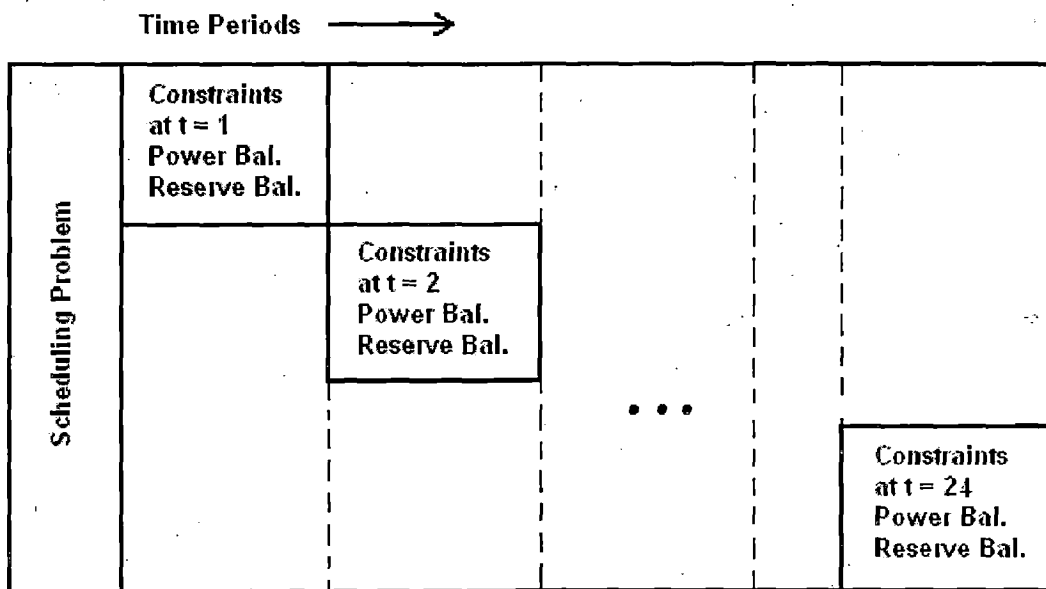 Time Periods
Scheduling Problem
Constraints
at t = 1
Power Bal.
Reserve Bal.
Constraints
at t = 2
Power Bal.
Reserve Bal.
Constraints
at t = 24
Power Bal.
Reserve Bal.